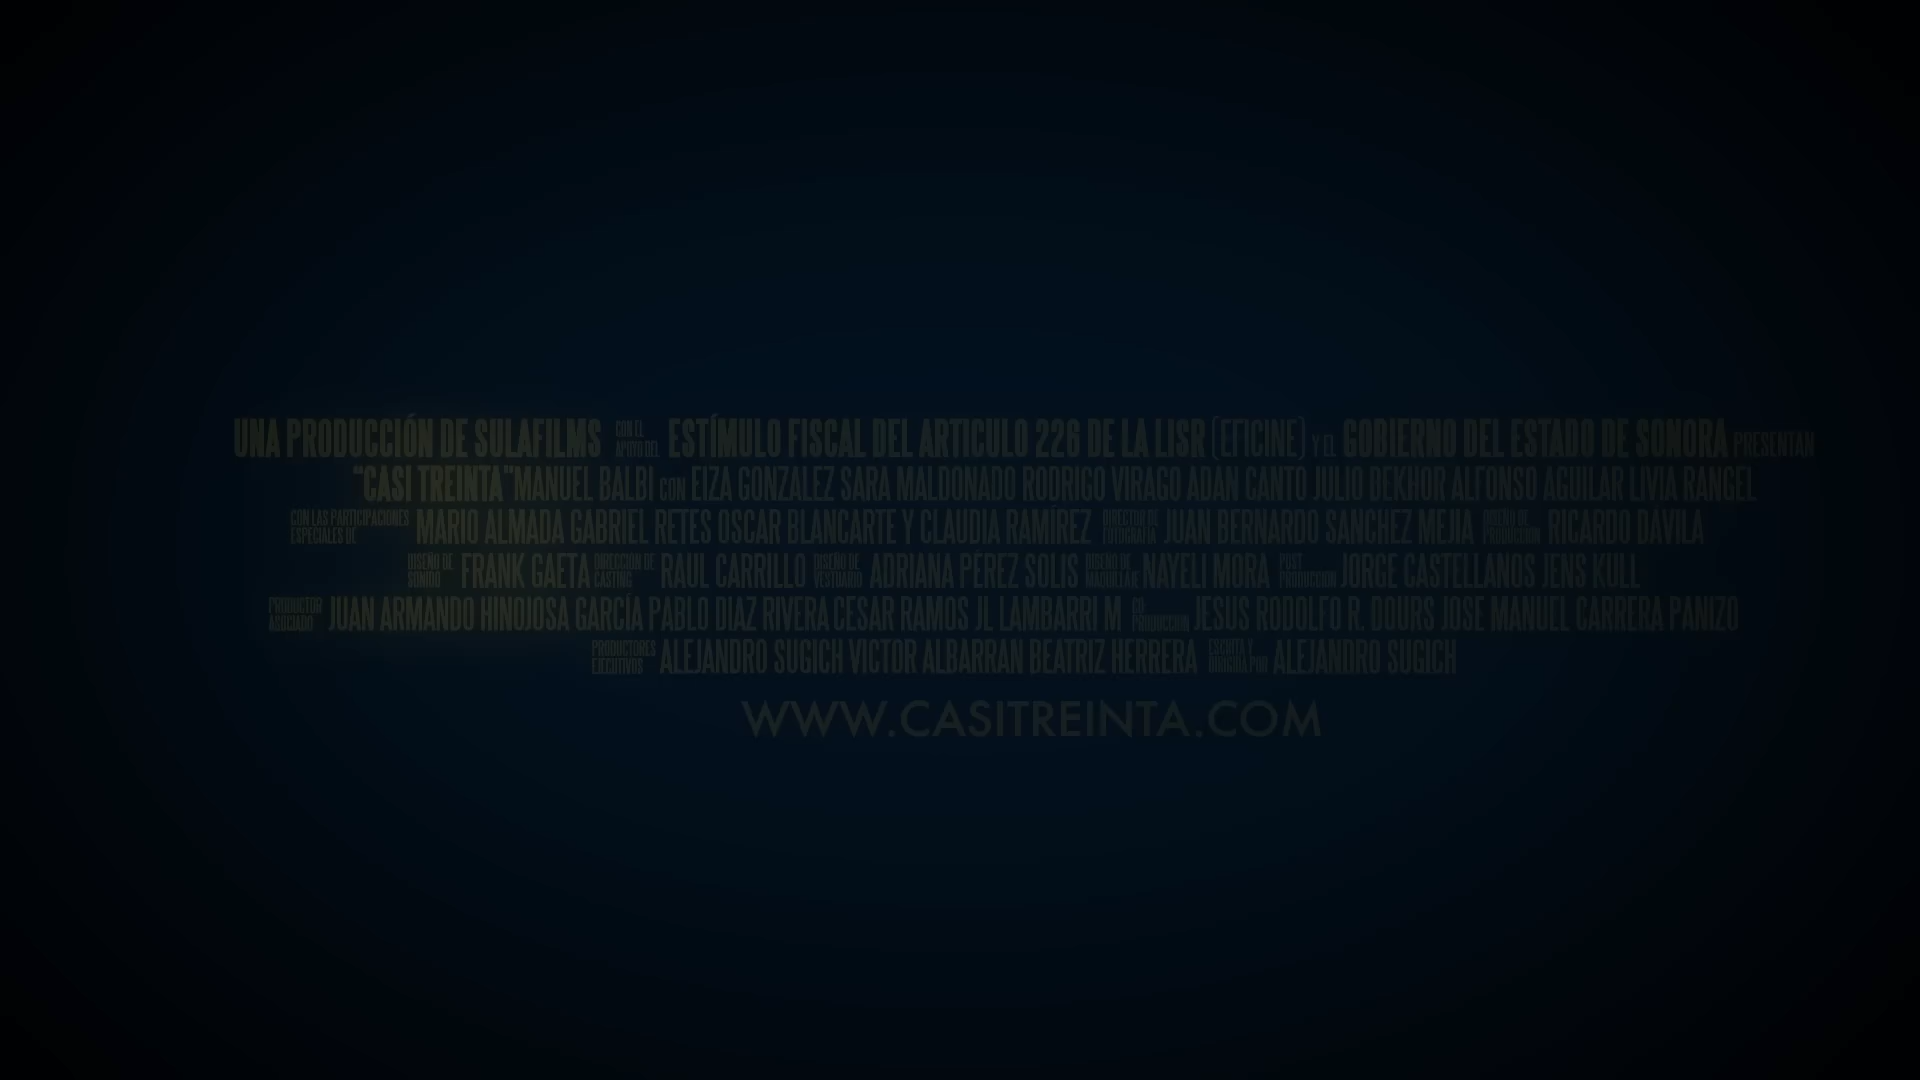 UNA PRODUCCIÓN DE SULAFILMS CON EL APOYO DEL ESTÍMULO FISCAL DEL ARTICULO 226 DE LA LISR (EFICINE) Y EL GOBIERNO DEL ESTADO DE SONORA PRESENTAN
"CASI TREINTA" MANUEL BALBI CON EIZA GONZALEZ SARA MALDONADO RODRIGO VIRAGO ADAN CANTO JULIO DEKHOR ALFONSO AGUILAR LIVIA RANGEL
CON LAS PARTICIPACIONES ESPECIALES DE MARIO ALMADA GABRIEL RETES OSCAR BLANCARTE Y CLAUDIA RAMÍREZ DIRECTOR DE FOTOGRAFIA JUAN BERNARDO SANCHEZ MEJIA DISEÑO DE PRODUCCION RICARDO DAVILA
DISEÑO DE SONIDO FRANK GAETA DIRECCION DE CASTING RAUL CARRILLO DISEÑO DE VESTUARIO ADRIANA PÉREZ SOLIS DISENO DE MAQUILLAJE NAYELI MORA POST PRODUCCION JORGE CASTELLANOS JENS KULL
PRODUCTOR ASOCIADO JUAN ARMANDO HINOJOSA GARCÍA PABLO DIAZ RIVERA CESAR RAMOS JL LAMBARRI M CO PRODUCCION JESUS RODOLFO R. DOURS JOSE MANUEL CARRERA PANIZO
PRODUCTORES EJECUTIVOS ALEJANDRO SUGICH VICTOR ALBARRAN BEATRIZ HERRERA ESCRITA Y DIRIGIDA POR ALEJANDRO SUGICH
WWW.CASITREINTA.COM